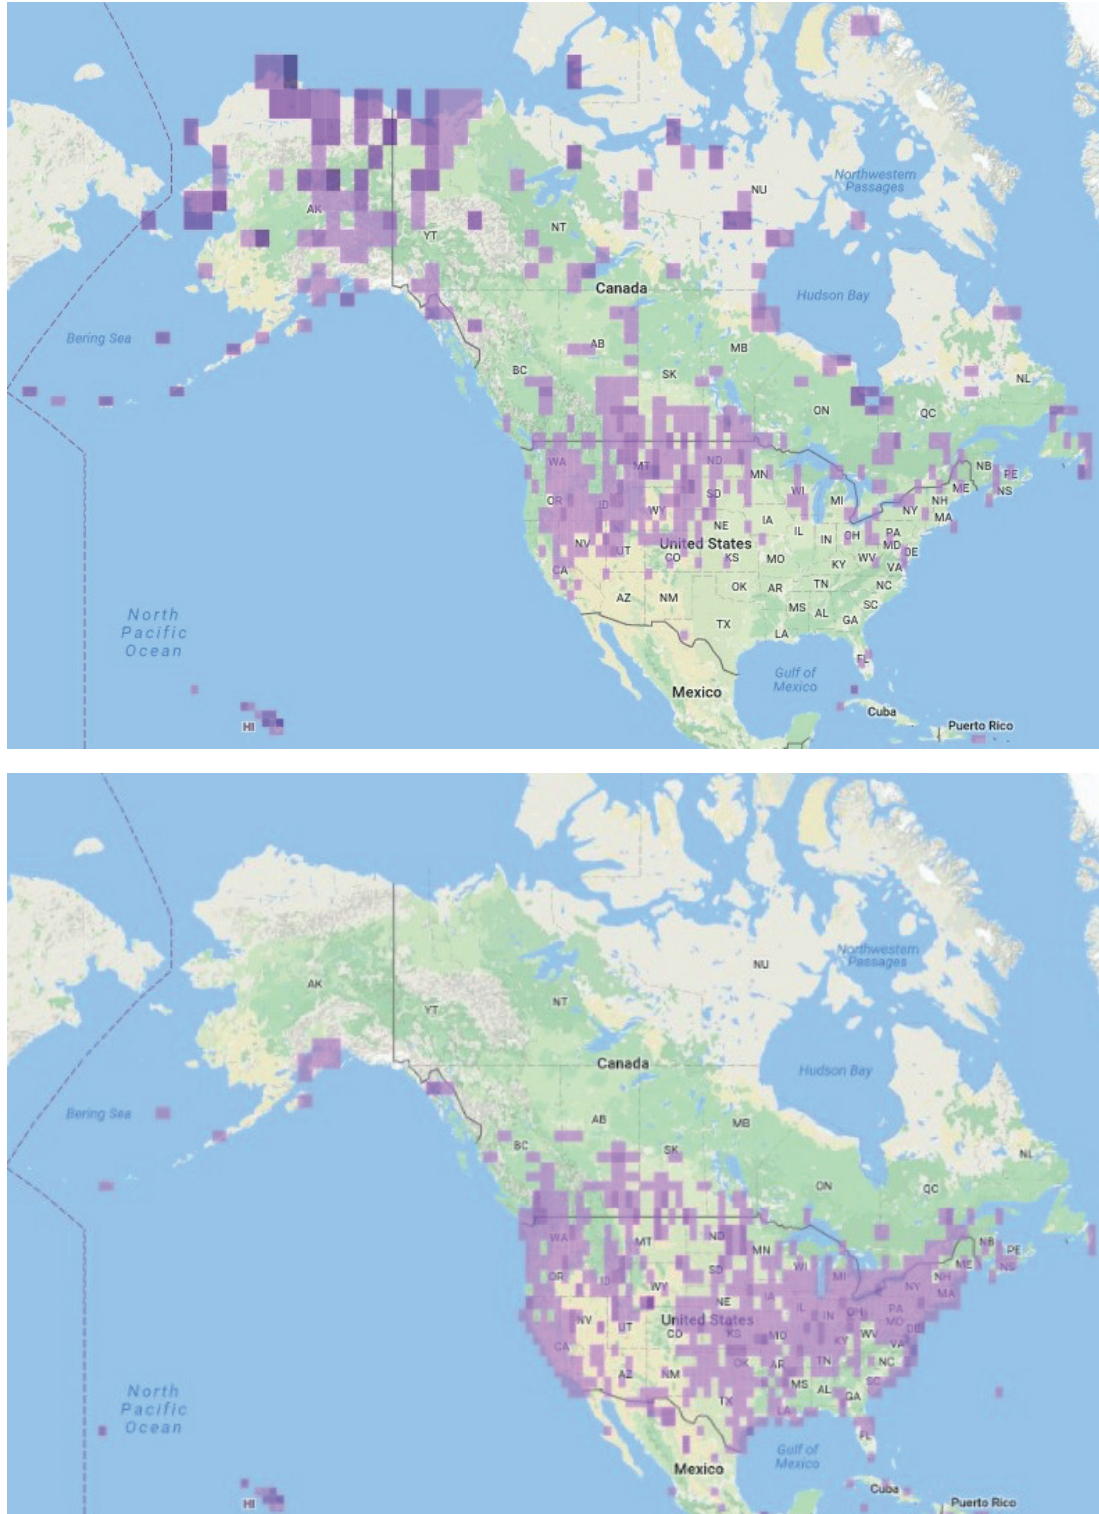 NU
Northwestern
Passages
AK
YT
NT
Canada
Hudson Bay
Bering Sea
AB
MB
BC
SK
NL
ON
QC
WA
MT
ND
MN
NB
PE
OR
ID
SD
WI
MI
ME
NS
WY
NY
NH
MA
NE
IA
IL
IN
OH
PA
NV
UT
United States
MD
DE
CO
KS
MO
WV
CA
KY
VA
AZ
NM
OK
AR
TN
NC
MS
AL
SC
TX
GA
LA
North
Pacific
Ocean
FL
Gulf of
Mexico
Mexico
Cuba
HI
Puerto Rico
Northwestern
Passages
NU
AK
YT
NT
Canada
Hudson Bay
Bering Sea
AB
MB
BC
SK
NL
ON
QC
WA
MT
ND
MN
NB
PE
OR
ID
SD
WI
MI
ME
NS
WY
NY
NH
MA
NE
IA
IL
IN
OH
PA
NV
UT
United States
MD
DE
CO
KS
MO
WV
CA
KY
VA
AZ
NM
OK
AR
TN
NC
MS
AL
SC
TX
GA
LA
North
Pacific
Ocean
FL
Gulf of
Mexico
Mexico
Cuba
HI
Puerto Rico